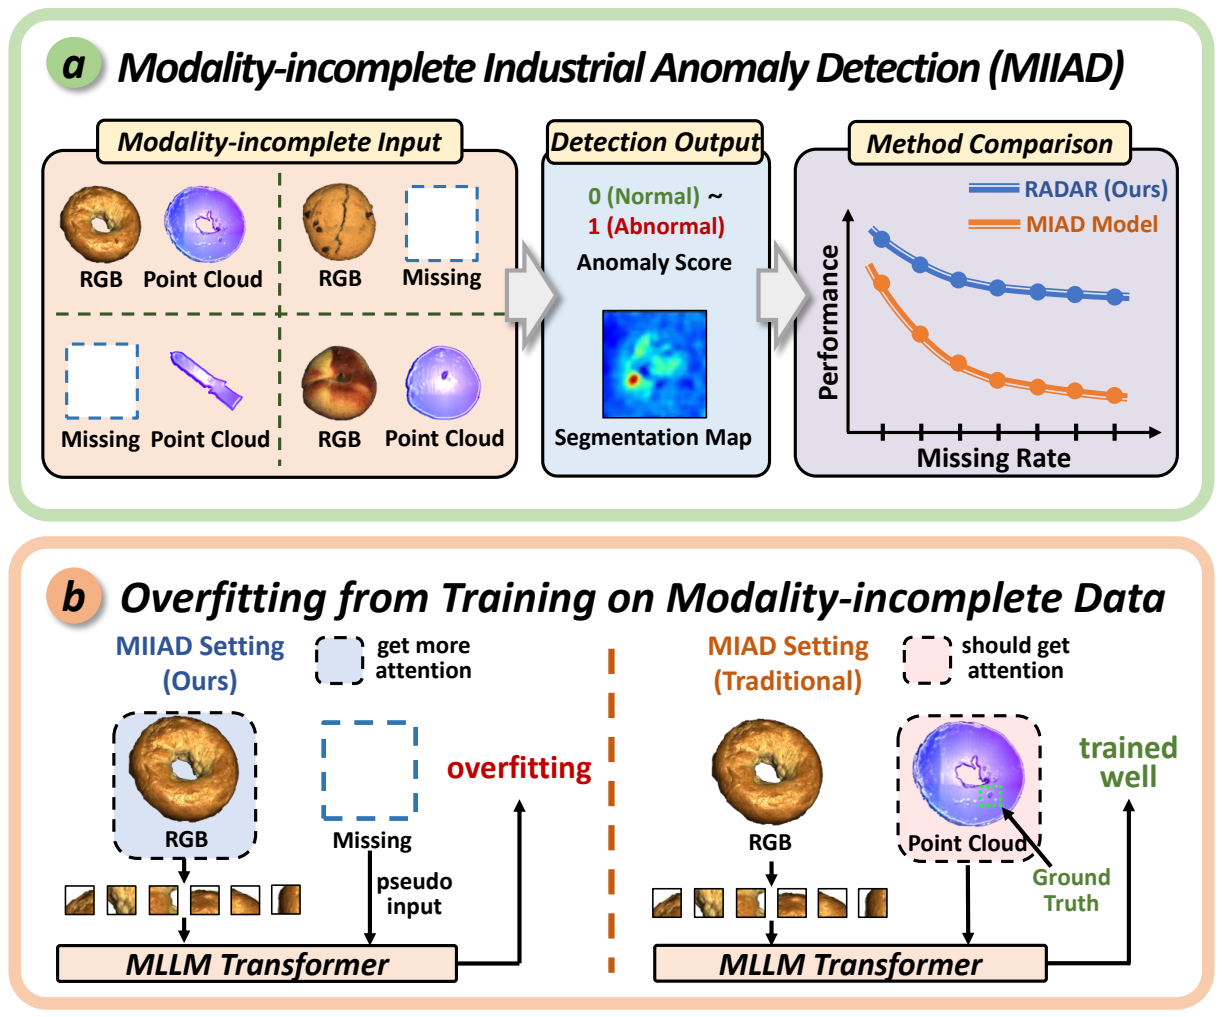 a
Modality-incomplete Industrial Anomaly Detection (MIIAD)
Modality-incomplete Input
RGB
Point Cloud
RGB
Missing
Missing
Point Cloud
RGB
Point Cloud
Detection Output
0 (Normal) ~
1 (Abnormal)
Anomaly Score
Segmentation Map
Method Comparison
RADAR (Ours)
MIAD Model
Performance
Missing Rate
b
Overfitting from Training on Modality-incomplete Data
MIIAD Setting
(Ours)
get more
attention
RGB
Missing
pseudo
input
overfitting
MLLM Transformer
MIAD Setting
(Traditional)
should get
attention
RGB
Point Cloud
Ground
Truth
trained
well
MLLM Transformer